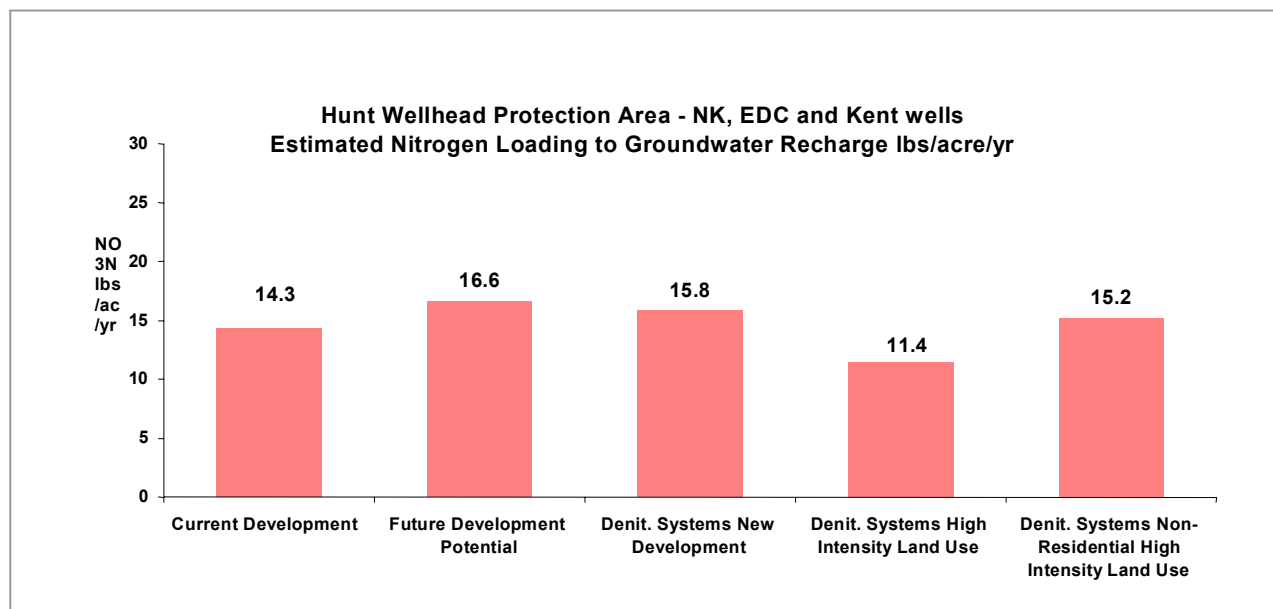 Hunt Wellhead Protection Area - NK, EDC and Kent wells
Estimated Nitrogen Loading to Groundwater Recharge lbs/acre/yr
30
25
20
15
10
5
0
NO
3N
lbs
/ac
/yr
14.3
16.6
15.8
11.4
15.2
Current Development
Future Development
Potential
Denit. Systems New
Development
Denit. Systems High
Intensity Land Use
Denit. Systems Non-
Residential High
Intensity Land Use